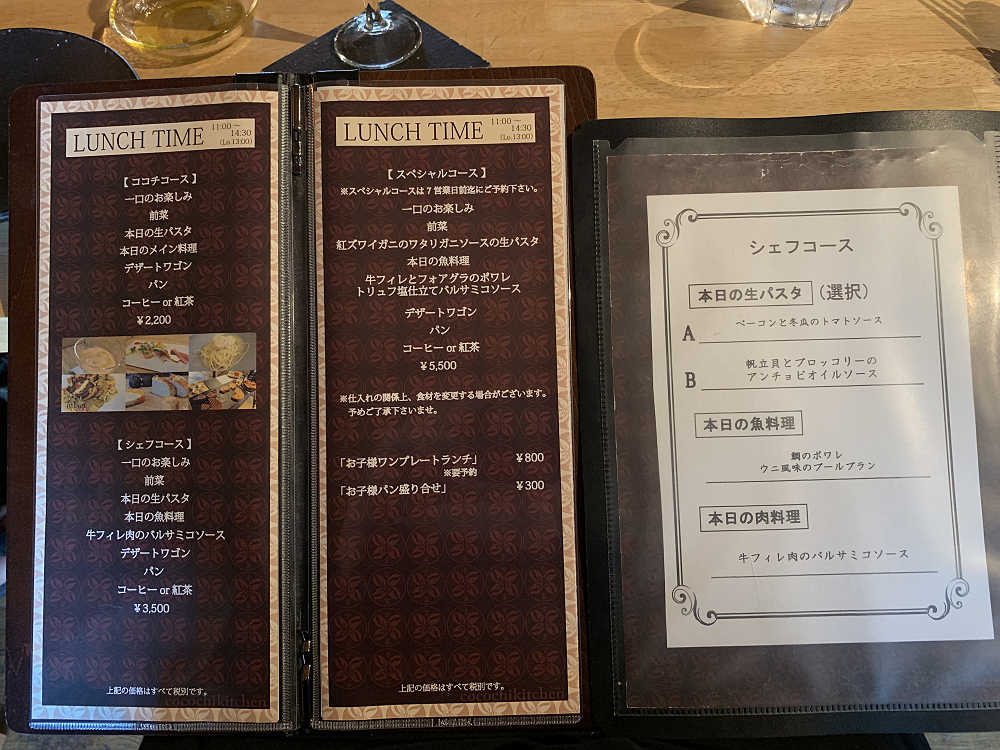 LUNCH TIME 11:00～14:30
(Lo.13:00)
【 ココチコース 】
一口のお楽しみ
前菜
本日の生パスタ
本日のメイン料理
デザートワゴン
パン
コーヒー or 紅茶
￥2,200
【 シェフコース 】
一口のお楽しみ
前菜
本日の生パスタ
本日の魚料理
牛フィレ肉のバルサミコソース
デザートワゴン
パン
コーヒー or 紅茶
￥3,500
上記の価格はすべて税別です。
cocochikitchen
LUNCH TIME 11:00～14:30
(Lo.13:00)
【 スペシャルコース 】
※スペシャルコースは７営業日前迄にご予約下さい。
一口のお楽しみ
前菜
紅ズワイガニのワタリガニソースの生パスタ
本日の魚料理
牛フィレとフォアグラのポワレ
トリュフ塩仕立てバルサミコソース
デザートワゴン
パン
コーヒー or 紅茶
￥5,500
※仕入れの関係上、食材を変更する場合がございます。
予めご了承下さいませ。
「お子様ワンプレートランチ」 ￥800
※要予約
「お子様パン盛り合せ」 ￥300
上記の価格はすべて税別です。
cocochikitchen
シェフコース
本日の生パスタ（選択）
A ベーコンと冬瓜のトマトソース
B 帆立貝とブロッコリーの
アンチョビオイルソース
本日の魚料理
鯛のポワレ
ウニ風味のブールブラン
本日の肉料理
牛フィレ肉のバルサミコソース